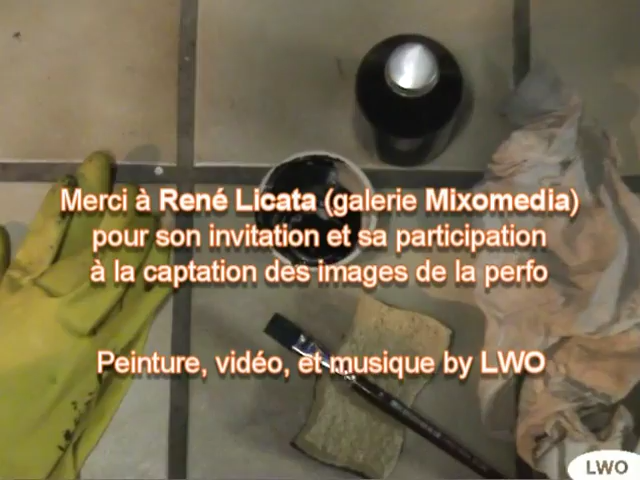 Merci à René Licata (galerie Mixomedia)
pour son invitation et sa participation
à la captation des images de la perfo
Peinture, vidéo, et musique by LWO
LWO